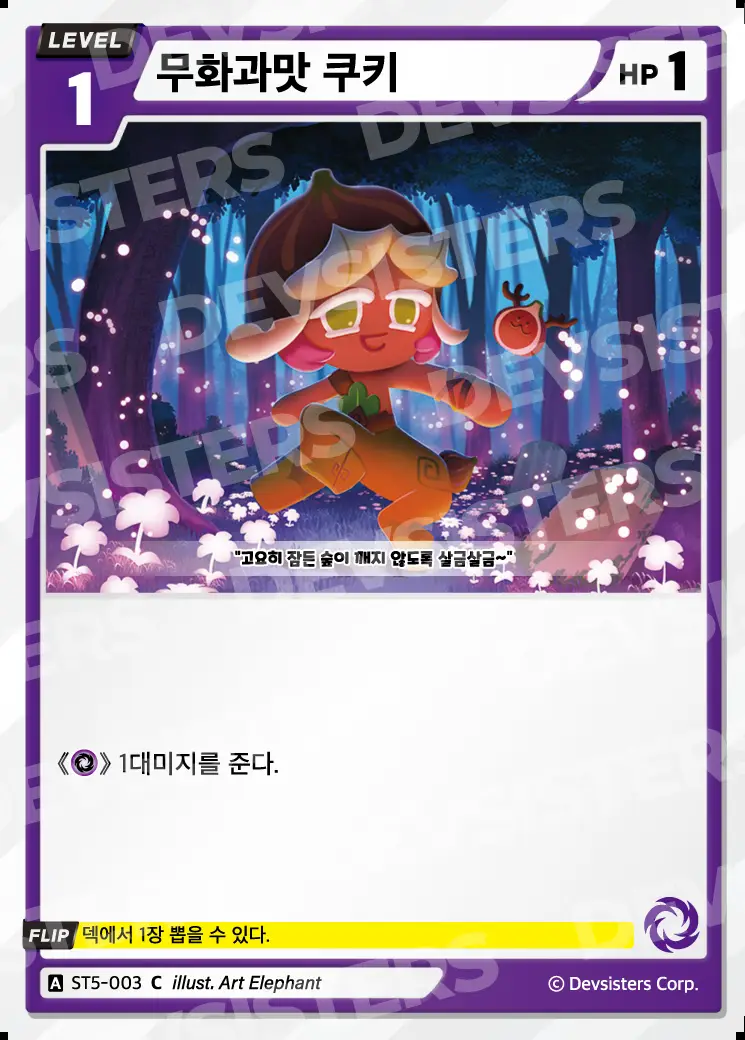 LEVEL
1
무화과맛 쿠키
HP 1
"고요히 잠든 숲이 깨지 않도록 살금살금~"
《 》 1대미지를 준다.
FLIP 덱에서 1장 뽑을 수 있다.
A ST5-003 C illust. Art Elephant
© Devsisters Corp.
DEVSISTERS